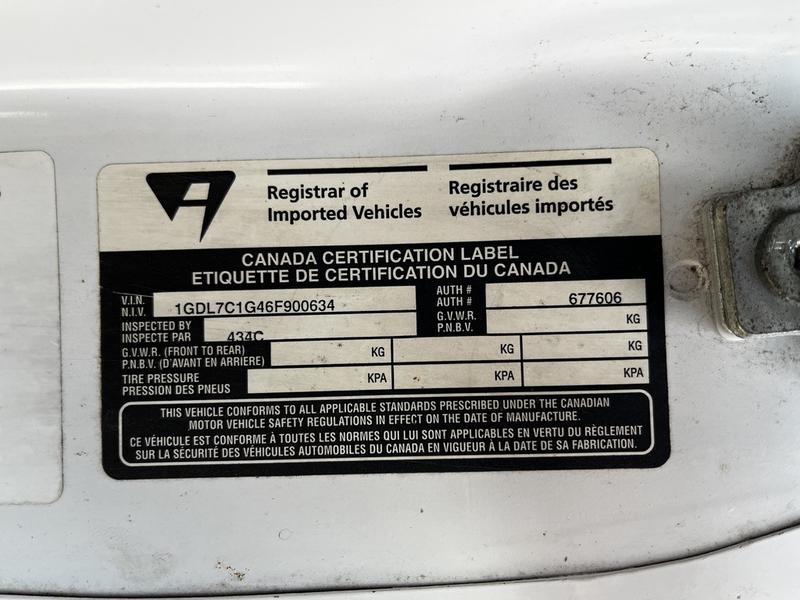 Registrar of
Imported Vehicles
Registraire des
véhicules importés
CANADA CERTIFICATION LABEL
ETIQUETTE DE CERTIFICATION DU CANADA
V.I.N.
N.I.V.
1GDL7C1G46F900634
AUTH #
AUTH #
677606
INSPECTED BY
INSPECTE PAR
434C
G.V.W.R.
P.N.B.V.
KG
G.V.W.R. (FRONT TO REAR)
P.N.B.V. (D'AVANT EN ARRIERE)
KG
KG
KG
TIRE PRESSURE
PRESSION DES PNEUS
KPA
KPA
KPA
THIS VEHICLE CONFORMS TO ALL APPLICABLE STANDARDS PRESCRIBED UNDER THE CANADIAN
MOTOR VEHICLE SAFETY REGULATIONS IN EFFECT ON THE DATE OF MANUFACTURE.
CE VÉHICULE EST CONFORME À TOUTES LES NORMES QUI LUI SONT APPLICABLES EN VERTU DU RÈGLEMENT
SUR LA SÉCURITÉ DES VÉHICULES AUTOMOBILES DU CANADA EN VIGUEUR À LA DATE DE SA FABRICATION.